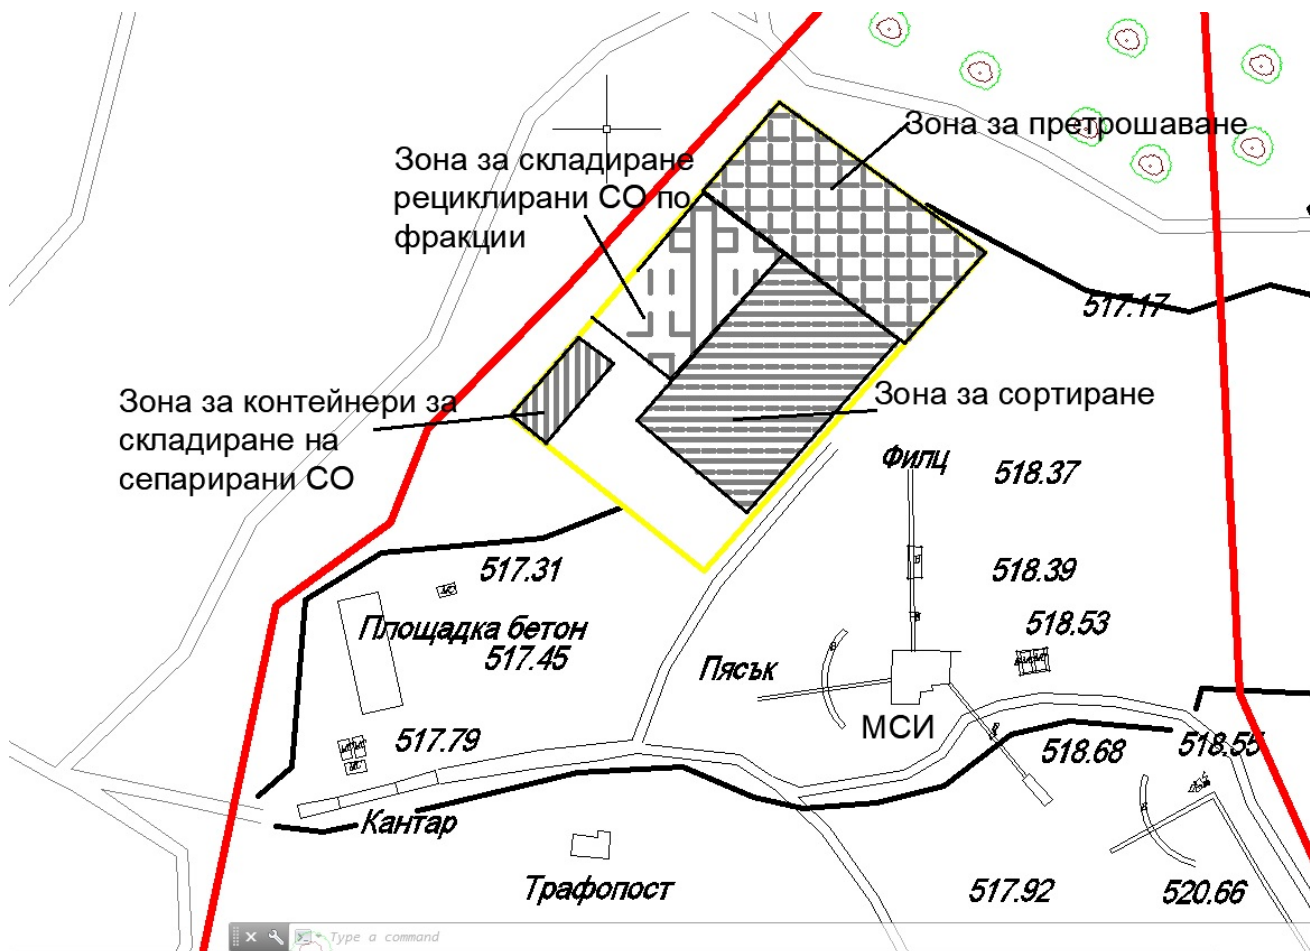 Зона за претрошаване
Зона за складиране
рециклирани СО по
фракции
517.17
Зона за контейнери за
складиране на
сепарирани СО
Зона за сортиране
Филц
518.37
517.31
518.39
Площадка бетон
517.45
518.53
Пясък
МСИ
517.79
518.68
518.55
Кантар
Трафопост
517.92
520.66
Type a command